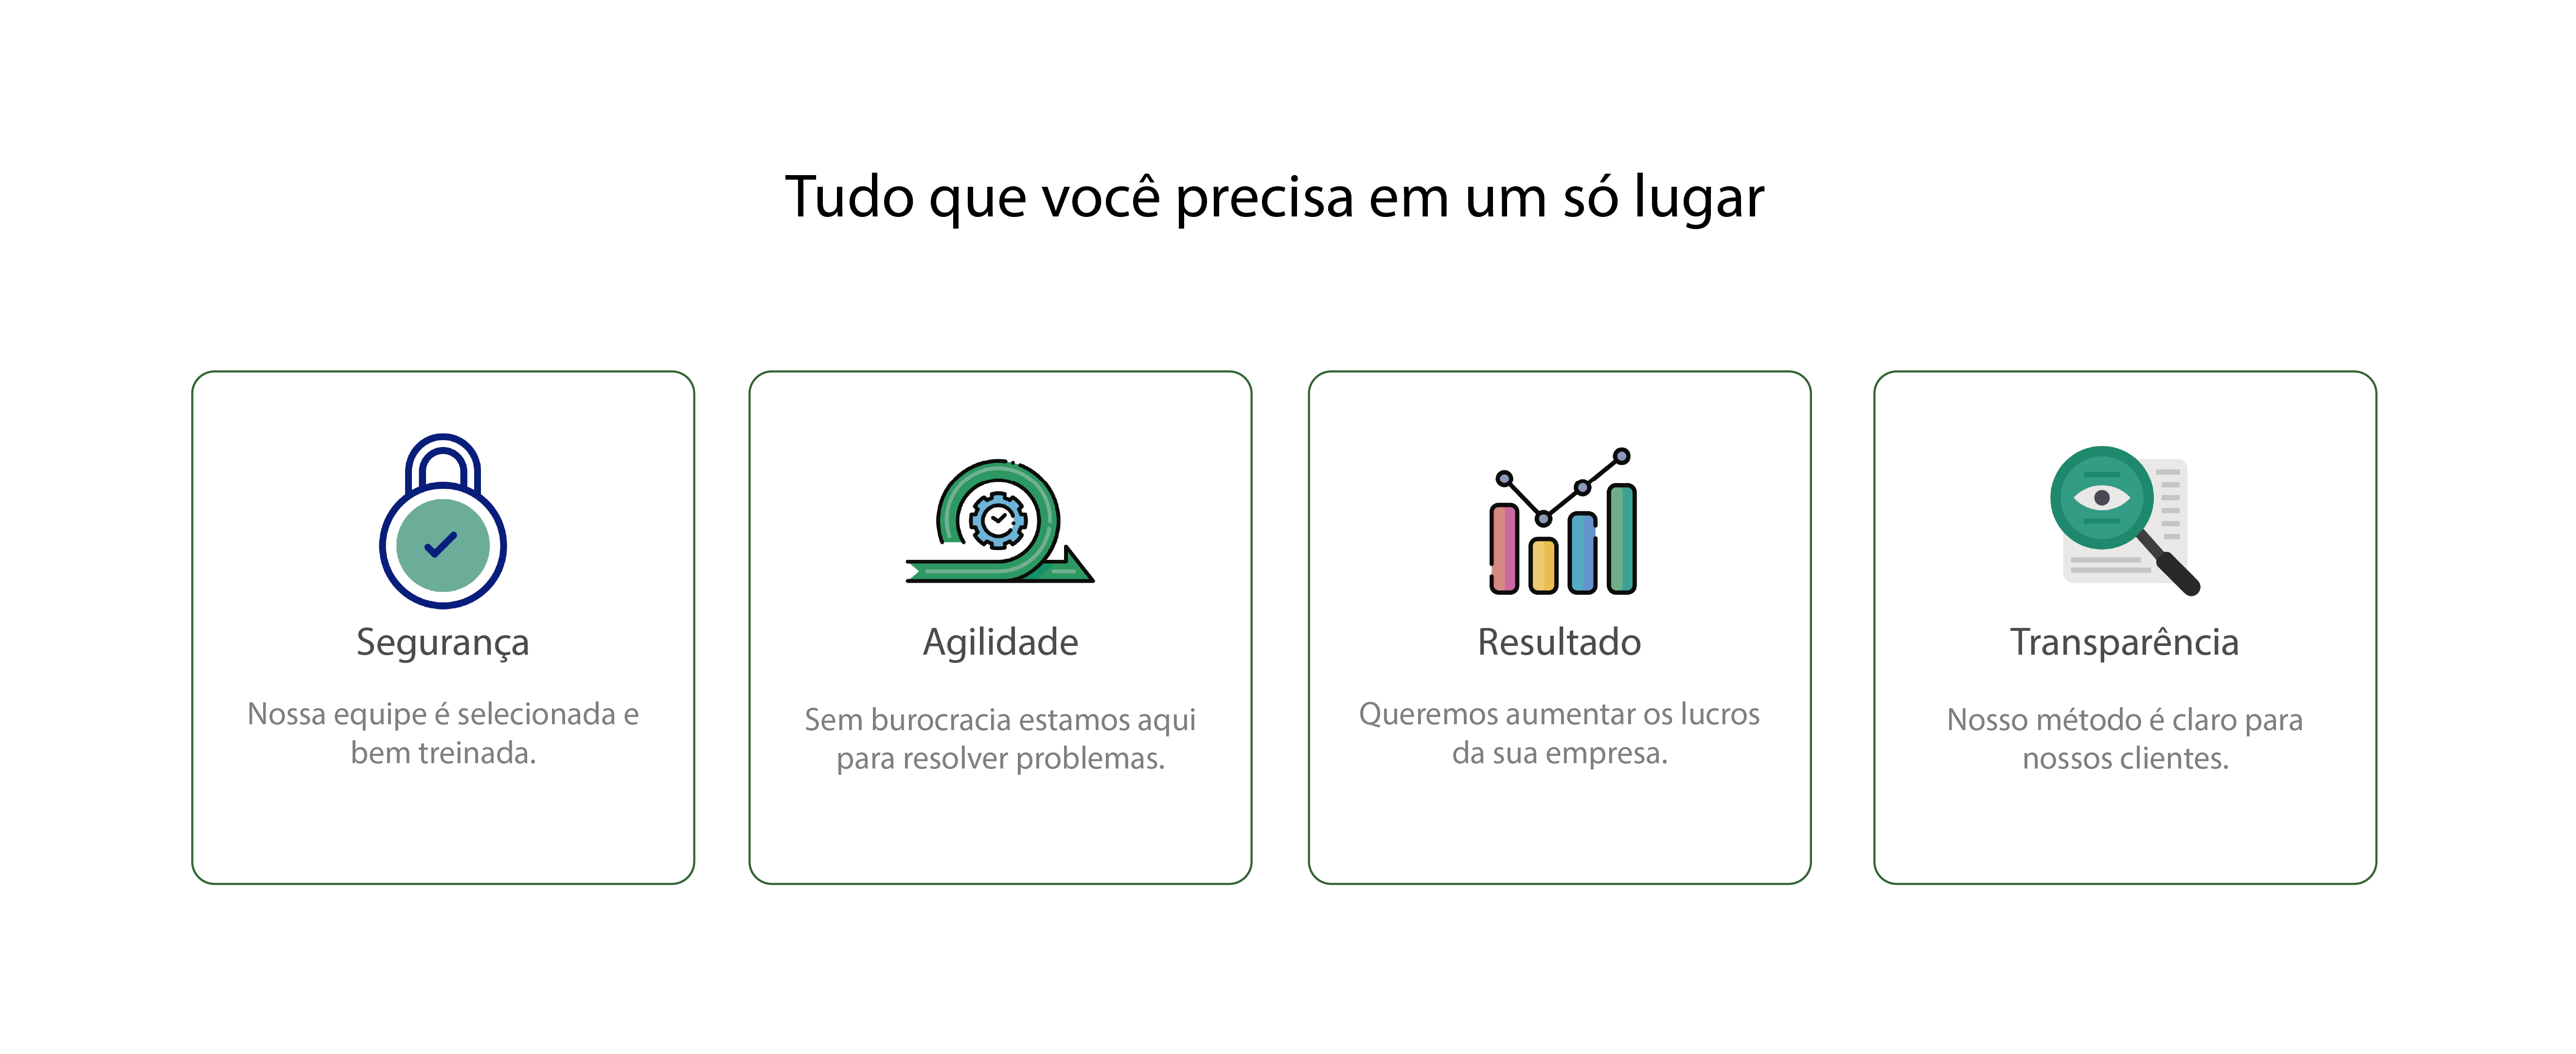 Tudo que você precisa em um só lugar
Segurança
Nossa equipe é selecionada e
bem treinada.
Agilidade
Sem burocracia estamos aqui
para resolver problemas.
Resultado
Queremos aumentar os lucros
da sua empresa.
Transparência
Nosso método é claro para
nossos clientes.